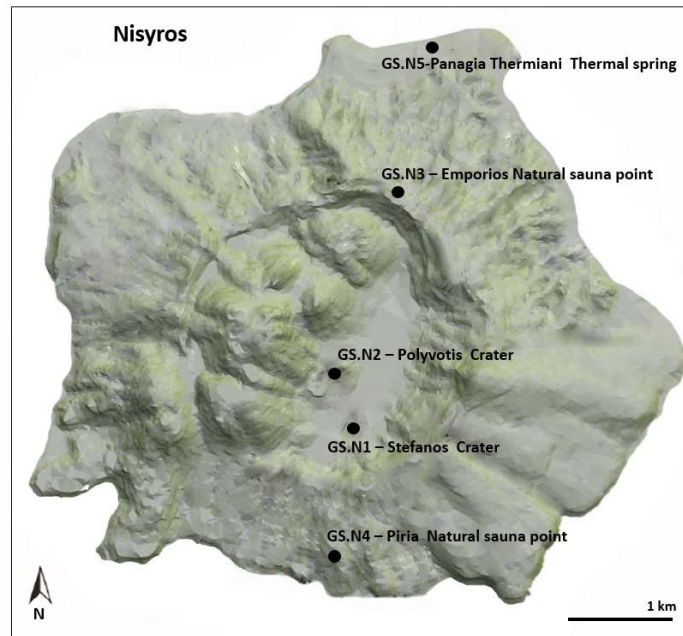 Nisyros
GS.N5-Panagia Thermiani Thermal spring
GS.N3 – Emporios Natural sauna point
GS.N2 – Polyvotis Crater
GS.N1 – Stefanos Crater
GS.N4 – Piria Natural sauna point
N
1 km